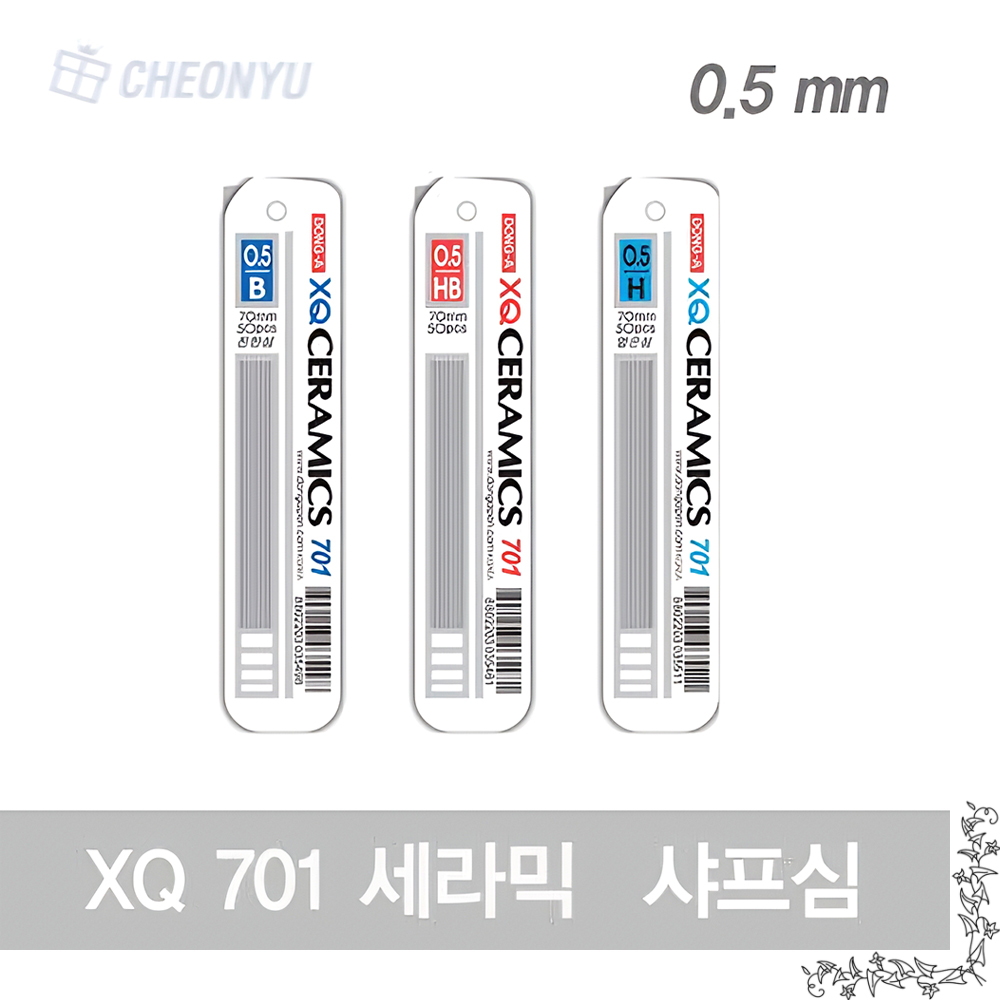 CHEONYU
0.5 mm
DONG-A
0.5
B
70mm
50pcs
XQ CERAMICS 701
DONG-A
0.5
HB
70mm
50pcs
XQ CERAMICS 701
DONG-A
0.5
H
70mm
50pcs
XQ CERAMICS 701
XQ 701 세라믹 샤프심